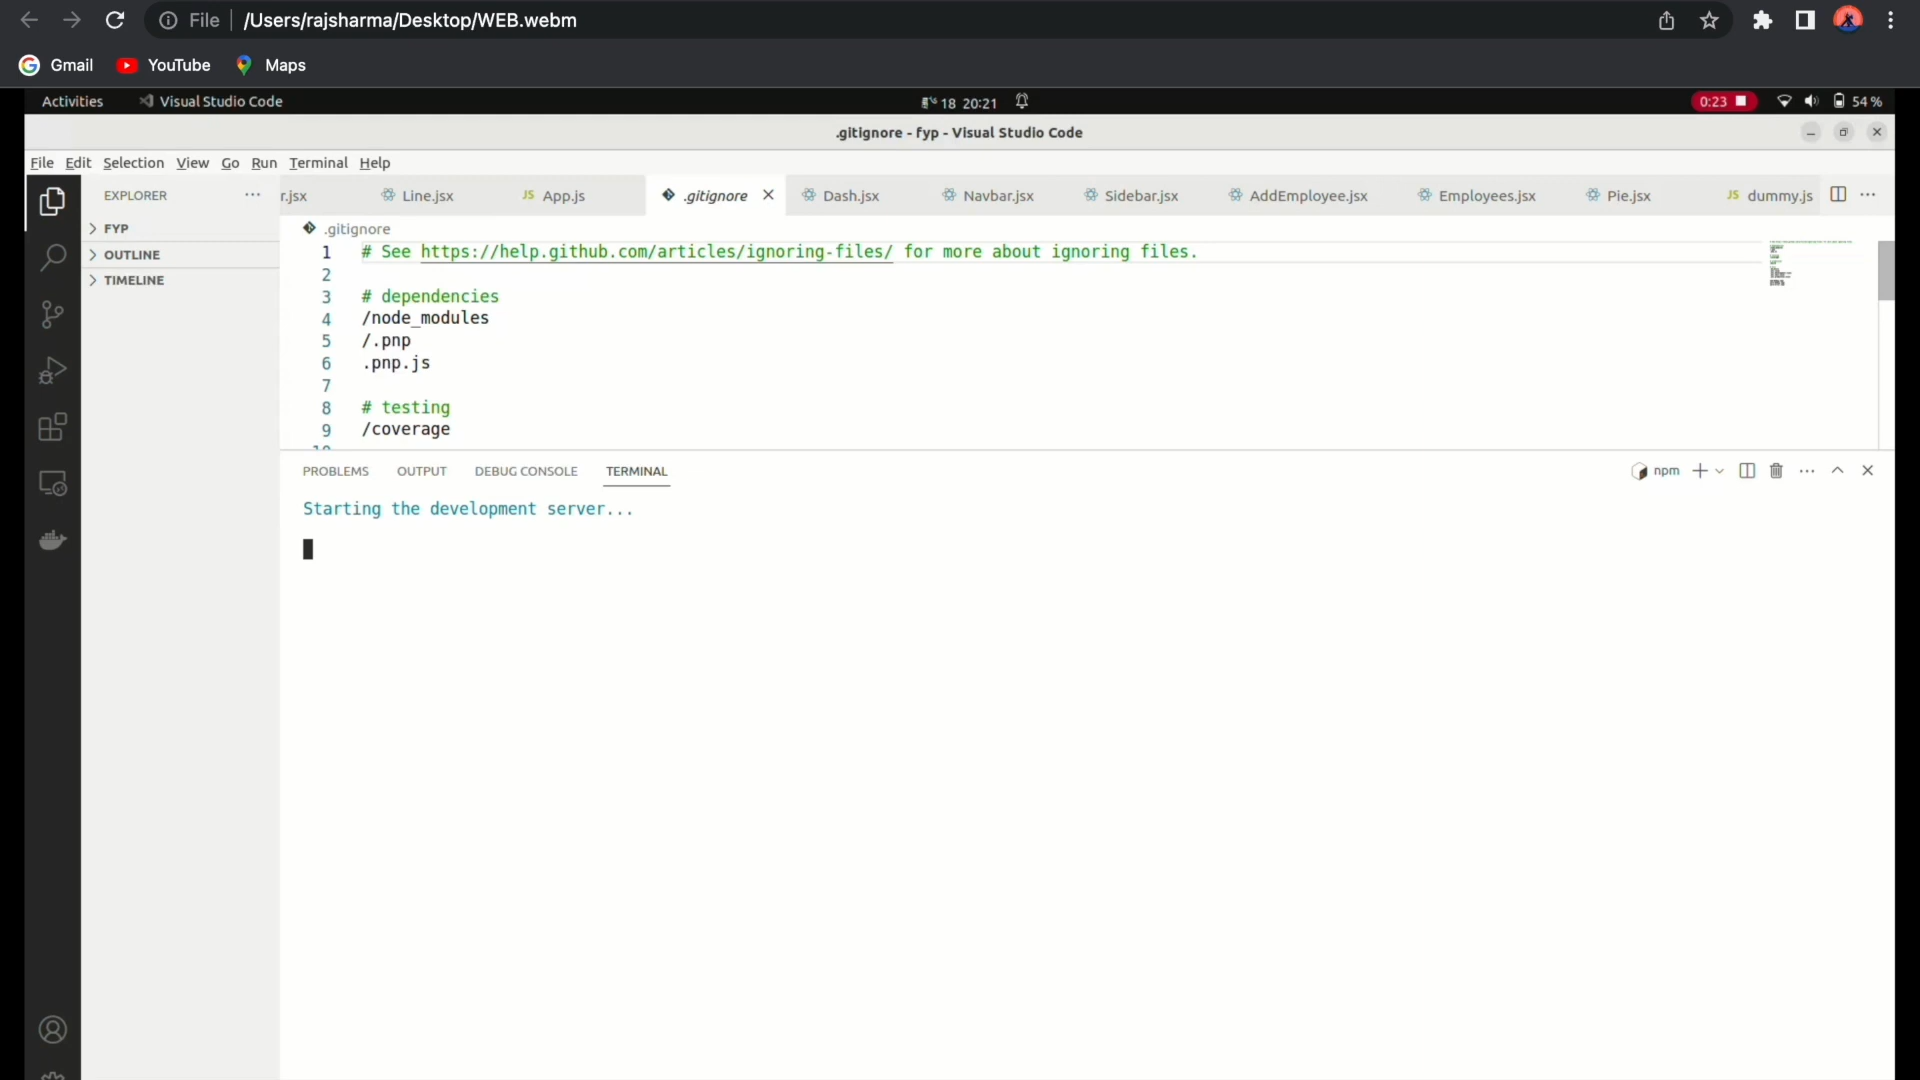 File /Users/rajsharma/Desktop/WEB.webm
Gmail YouTube Maps
Activities Visual Studio Code 18 20:21 0:23 54 %
.gitignore - fyp - Visual Studio Code
File Edit Selection View Go Run Terminal Help
EXPLORER r.jsx Line.jsx JS App.js .gitignore Dash.jsx Navbar.jsx Sidebar.jsx AddEmployee.jsx Employees.jsx Pie.jsx JS dummy.js
FYP
OUTLINE
TIMELINE
.gitignore
1 # See https://help.github.com/articles/ignoring-files/ for more about ignoring files.
2
3 # dependencies
4 /node_modules
5 /.pnp
6 .pnp.js
7
8 # testing
9 /coverage
PROBLEMS OUTPUT DEBUG CONSOLE TERMINAL npm
Starting the development server...